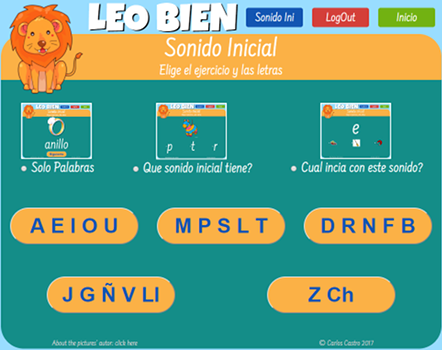 LEO BIEN
Sonido Ini
LogOut
Inicio
Sonido Inicial
Elige el ejercicio y las letras
LEO BIEN
anillo
LEO BIEN
p t r
LEO BIEN
e
Solo Palabras
Que sonido inicial tiene?
Cual incia con este sonido?
A E I O U
M P S L T
D R N F B
J G Ñ V Ll
Z Ch
About the pictures' autor: click here
© Carlos Castro 2017